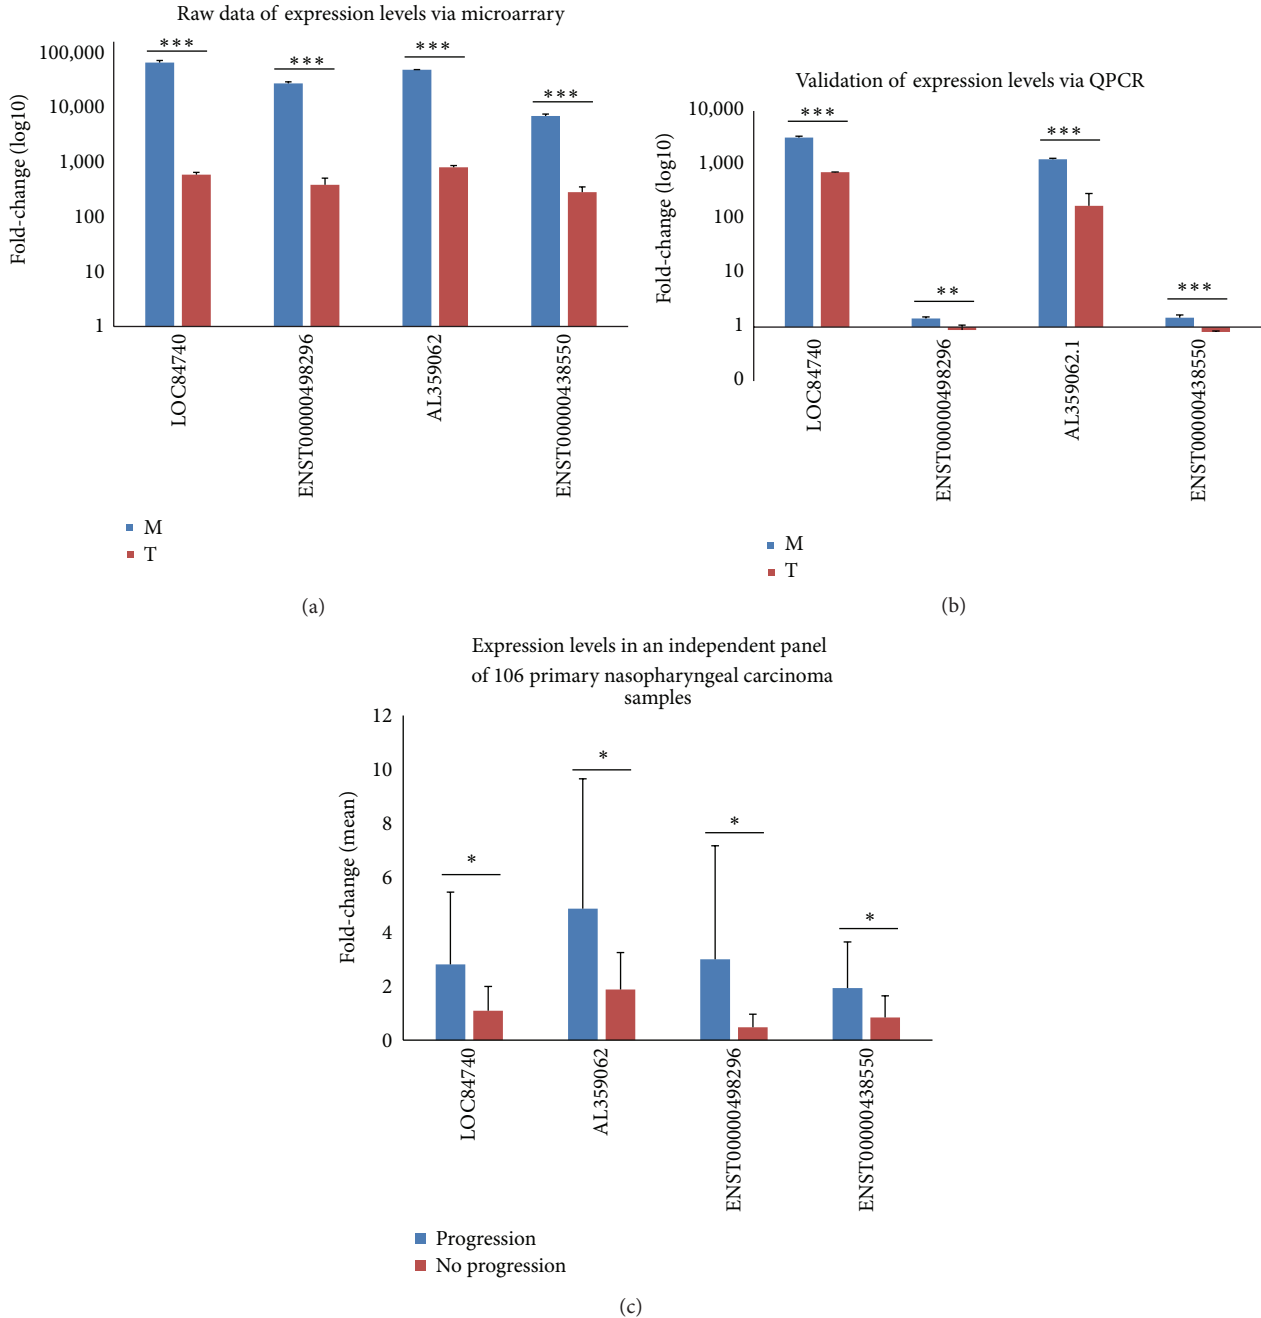 Raw data of expression levels via microarrary
Fold-change (log10)
100,000
10,000
1,000
100
10
1
***
***
***
***
LOC84740
ENST00000498296
AL359062
ENST00000438550
M
T
(a)
Validation of expression levels via QPCR
Fold-change (log10)
10,000
1,000
100
10
1
0
***
**
***
***
LOC84740
ENST00000498296
AL359062.1
ENST00000438550
M
T
(b)
Expression levels in an independent panel
of 106 primary nasopharyngeal carcinoma
samples
Fold-change (mean)
12
10
8
6
4
2
0
*
*
*
*
LOC84740
AL359062
ENST00000498296
ENST00000438550
Progression
No progression
(c)